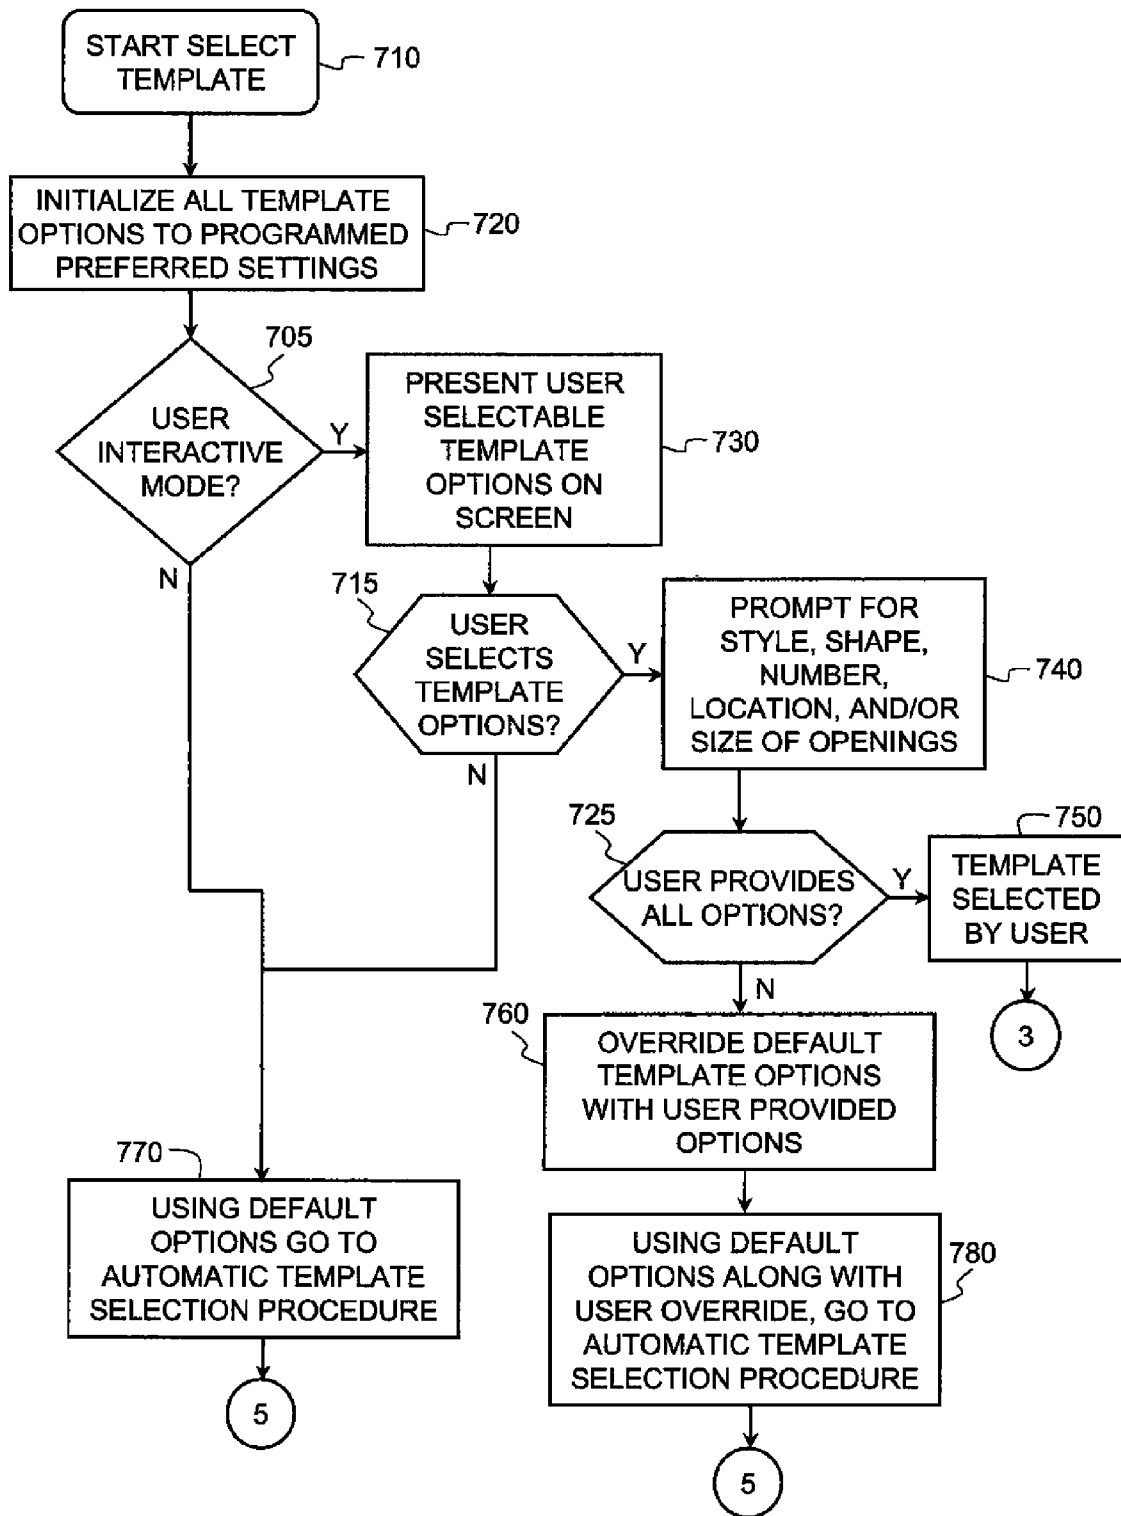 START SELECT
TEMPLATE
710
INITIALIZE ALL TEMPLATE
OPTIONS TO PROGRAMMED
PREFERRED SETTINGS
720
705
USER
INTERACTIVE
MODE?
Y
N
PRESENT USER
SELECTABLE
TEMPLATE
OPTIONS ON
SCREEN
730
715
USER
SELECTS
TEMPLATE
OPTIONS?
Y
N
PROMPT FOR
STYLE, SHAPE,
NUMBER,
LOCATION, AND/OR
SIZE OF OPENINGS
740
725
USER PROVIDES
ALL OPTIONS?
Y
N
750
TEMPLATE
SELECTED
BY USER
3
760
OVERRIDE DEFAULT
TEMPLATE OPTIONS
WITH USER PROVIDED
OPTIONS
770
USING DEFAULT
OPTIONS GO TO
AUTOMATIC TEMPLATE
SELECTION PROCEDURE
5
780
USING DEFAULT
OPTIONS ALONG WITH
USER OVERRIDE, GO TO
AUTOMATIC TEMPLATE
SELECTION PROCEDURE
5